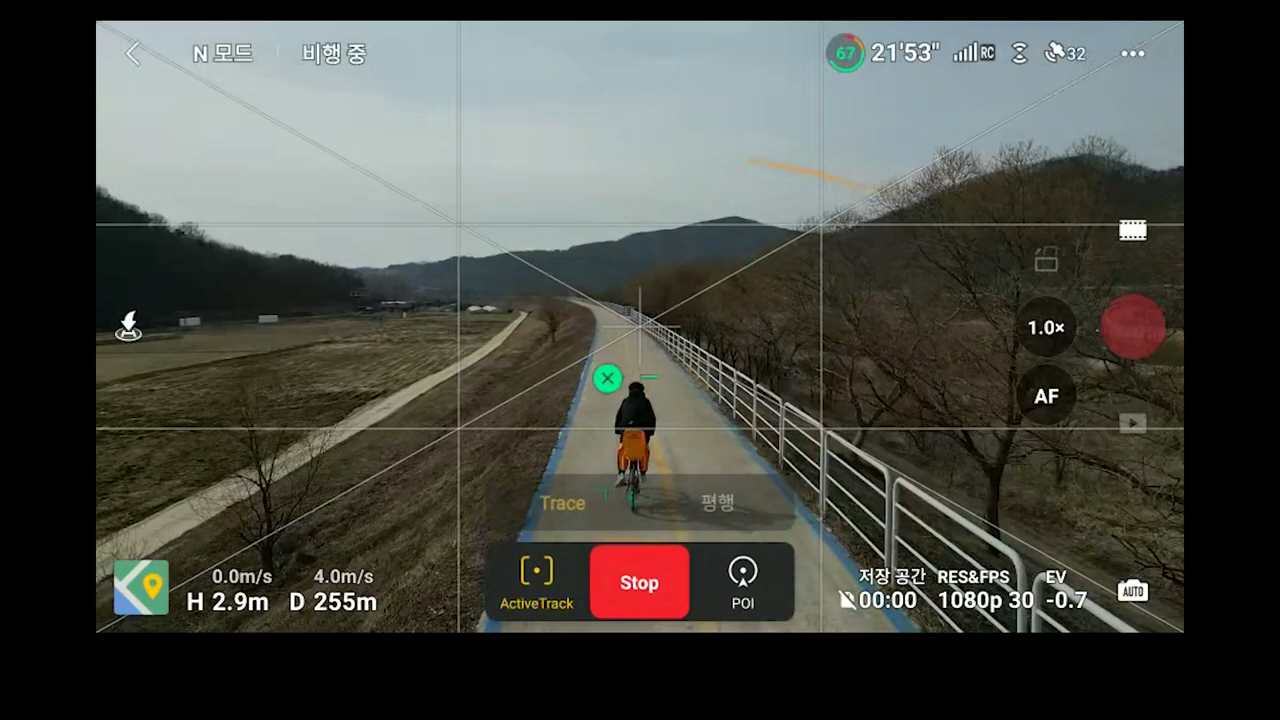 N 모드 비행 중 67 21'53" RC 32
1.0×
AF
Trace 평행
ActiveTrack Stop POI
0.0m/s 4.0m/s
H 2.9m D 255m
저장 공간 RES&FPS EV
00:00 1080p 30 -0.7
AUTO